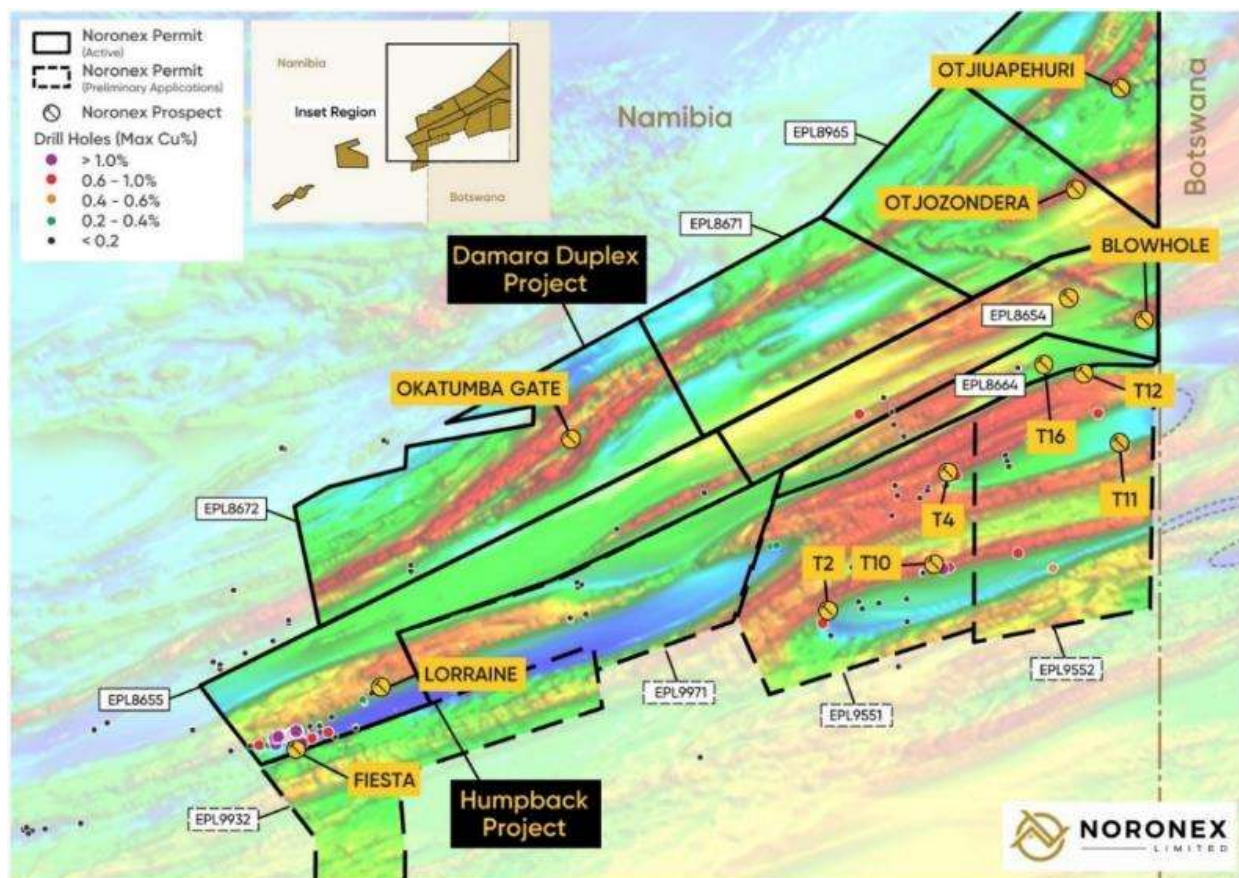 Noronex Permit
(Active)
Noronex Permit
(Preliminary Applications)
Noronex Prospect
Drill Holes (Max Cu%)
> 1.0%
0.6 - 1.0%
0.4 - 0.6%
0.2 - 0.4%
< 0.2
Namibia
Inset Region
Botswana
Namibia
Botswana
OTJIUAPEHURI
EPL8965
OTJOZONDERA
EPL8671
BLOWHOLE
Damara Duplex
Project
EPL8654
OKATUMBA GATE
EPL8664
T12
T16
T11
EPL8672
T4
T2
T10
EPL8655
LORRAINE
EPL9971
EPL9552
EPL9551
FIESTA
EPL9932
Humpback
Project
NORONEX
LIMITED